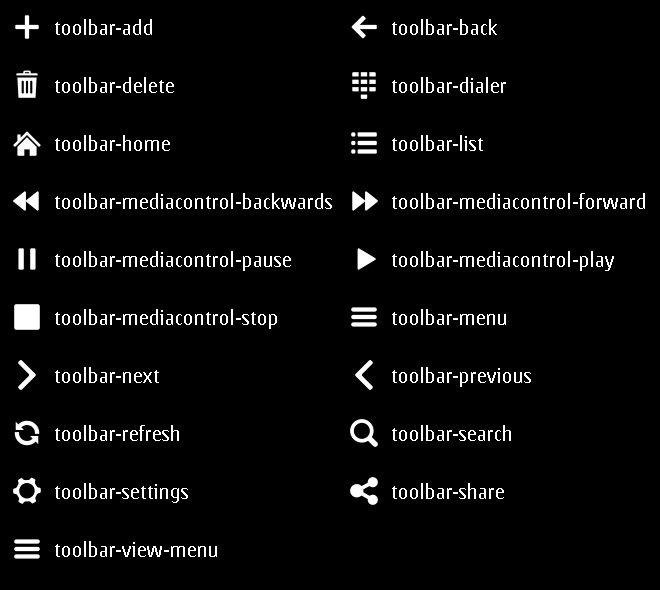 toolbar-add
toolbar-back
toolbar-delete
toolbar-dialer
toolbar-home
toolbar-list
toolbar-mediacontrol-backwards
toolbar-mediacontrol-forward
toolbar-mediacontrol-pause
toolbar-mediacontrol-play
toolbar-mediacontrol-stop
toolbar-menu
toolbar-next
toolbar-previous
toolbar-refresh
toolbar-search
toolbar-settings
toolbar-share
toolbar-view-menu